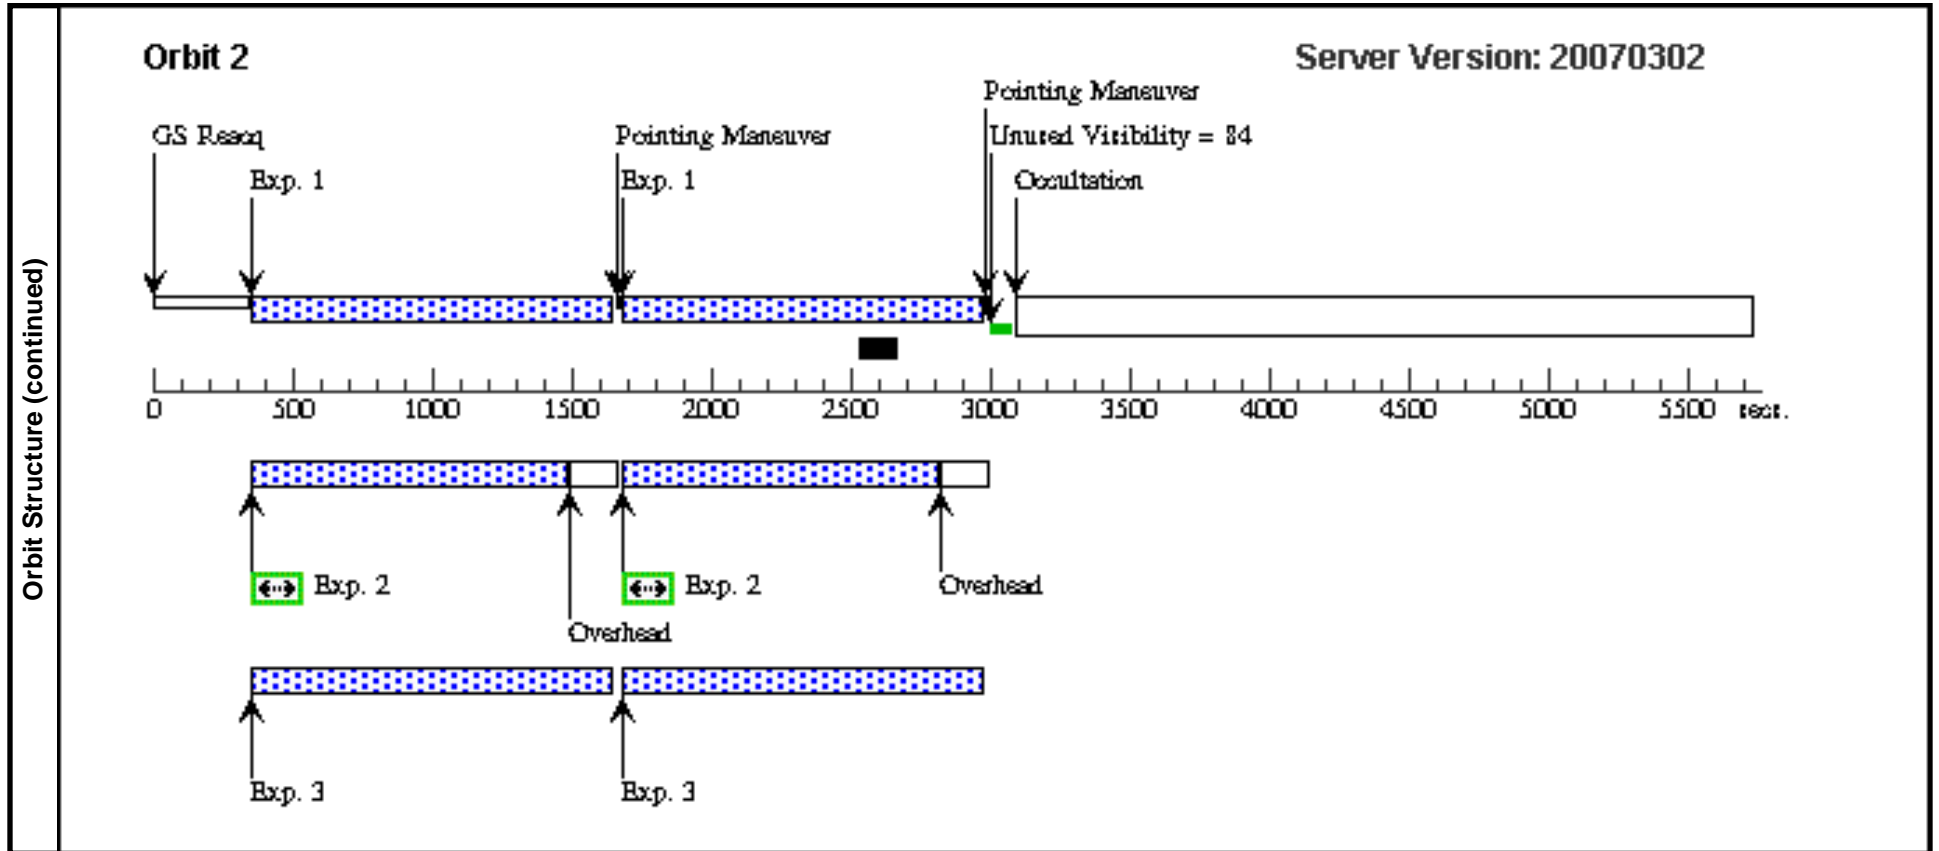 Orbit Structure (continued)
Orbit 2
Server Version: 20070302
Pointing Maneuver
GS Reacq
Pointing Maneuver
Unused Visibility = 84
Exp. 1
Exp. 1
Occultation
0 500 1000 1500 2000 2500 3000 3500 4000 4500 5000 5500 secs.
Exp. 2
Exp. 2
Overhead
Overhead
Exp. 3
Exp. 3